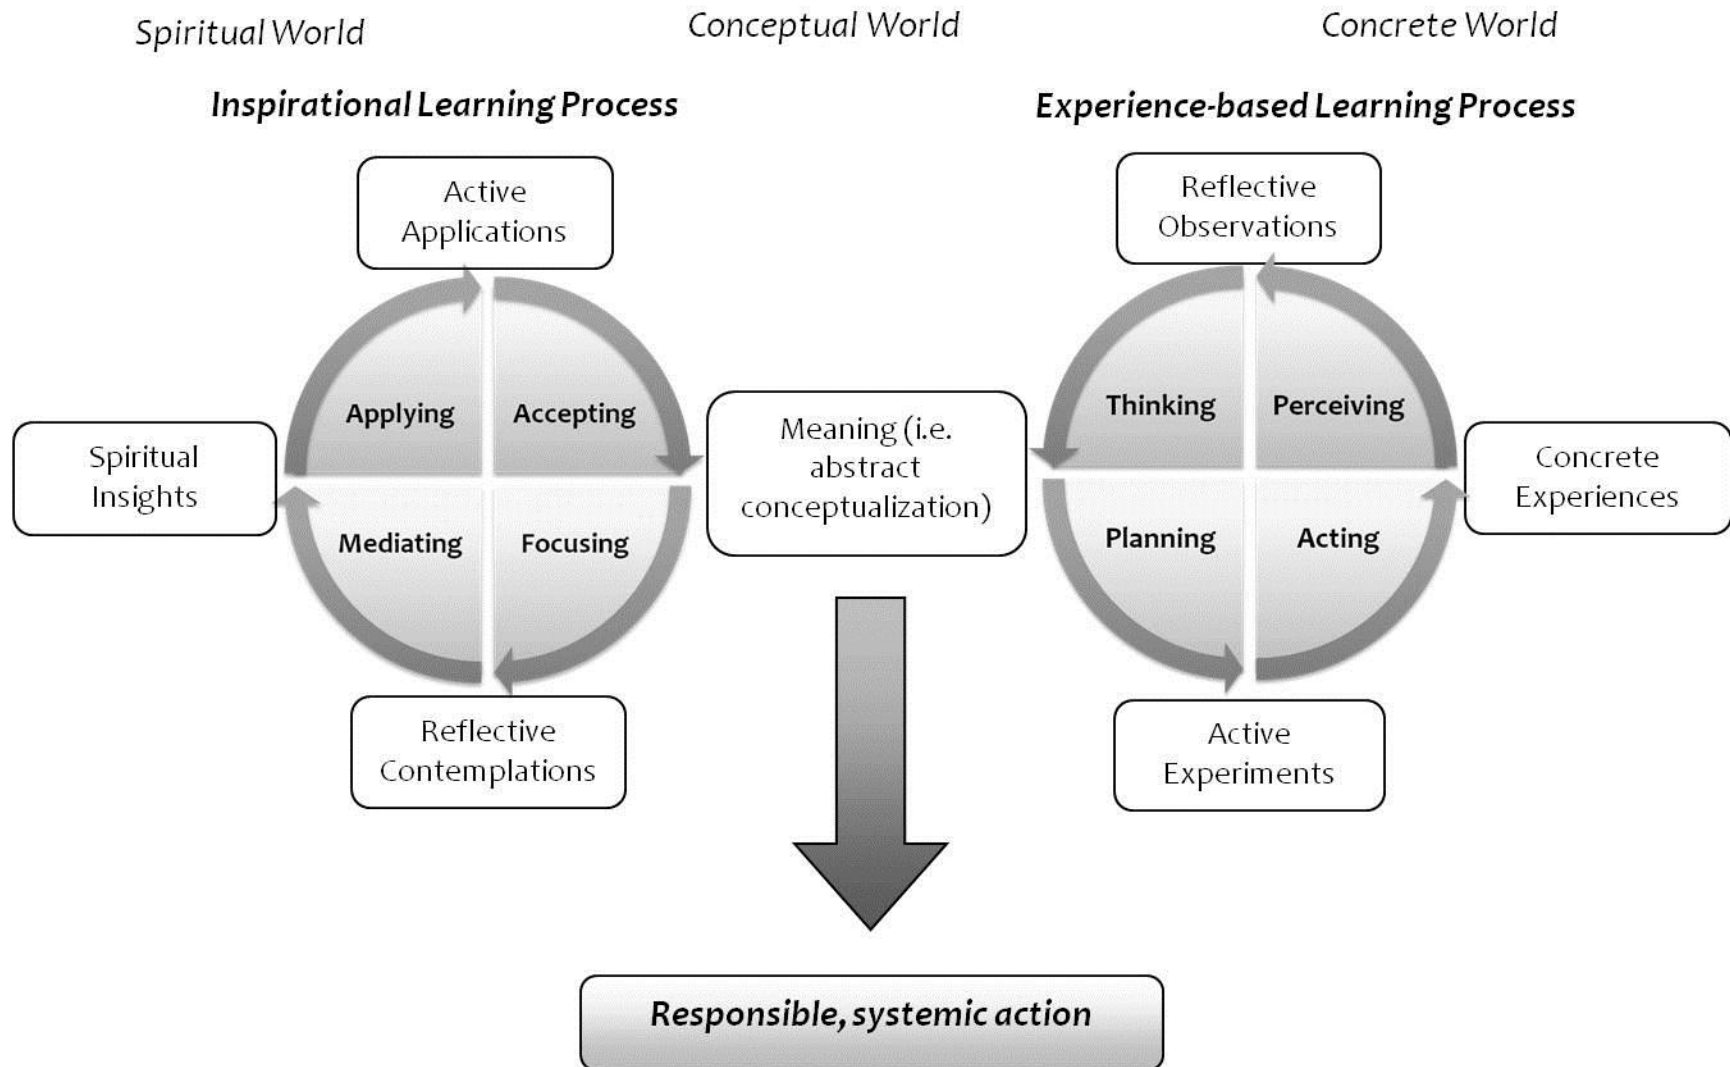 Spiritual World
Conceptual World
Concrete World
Inspirational Learning Process
Experience-based Learning Process
Active
Applications
Reflective
Observations
Applying
Accepting
Thinking
Perceiving
Spiritual
Insights
Meaning (i.e.
abstract
conceptualization)
Concrete
Experiences
Mediating
Focusing
Planning
Acting
Reflective
Contemplations
Active
Experiments
Responsible, systemic action